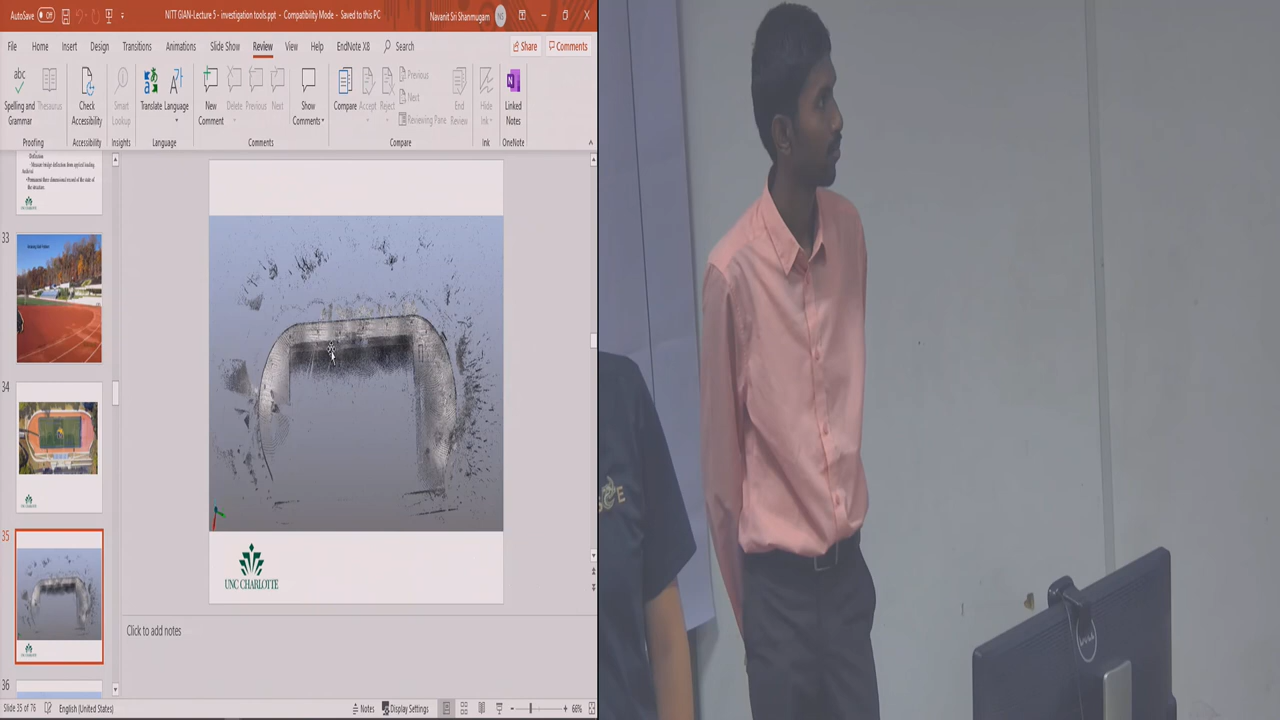 AutoSave Off
NITT GIAN-Lecture 5 - investigation tools.ppt - Compatibility Mode - Saved to this PC
Navanit Sri Shanmugam
NS
File Home Insert Design Transitions Animations Slide Show Review View Help EndNote X8 Search
Share Comments
abc
Spelling and
Grammar
Thesaurus
Check
Accessibility
Smart
Lookup
Translate
Language
New
Comment
Delete
Previous
Next
Show
Comments
Compare
Accept
Reject
Previous
Next
Reviewing Pane
End
Review
Hide
Ink
Linked
Notes
Proofing Accessibility Insights Language Comments Compare Ink OneNote
33
34
35
36
UNC CHARLOTTE
Click to add notes
Slide 35 of 76 English (United States) Notes Display Settings 66%
DELL